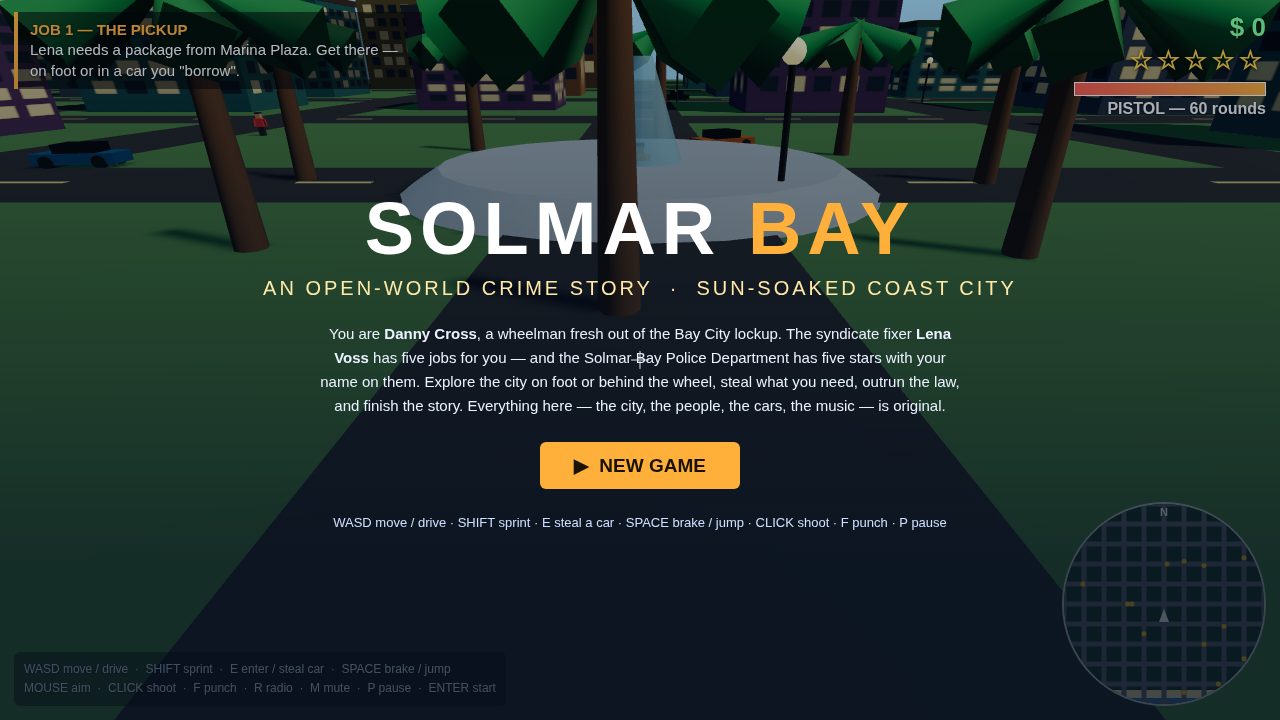 JOB 1 — THE PICKUP
Lena needs a package from Marina Plaza. Get there —
on foot or in a car you "borrow".
$ 0
☆☆☆☆☆
PISTOL — 60 rounds
SOLMAR BAY
AN OPEN-WORLD CRIME STORY · SUN-SOAKED COAST CITY
You are Danny Cross, a wheelman fresh out of the Bay City lockup. The syndicate fixer Lena
Voss has five jobs for you — and the Solmar Bay Police Department has five stars with your
name on them. Explore the city on foot or behind the wheel, steal what you need, outrun the law,
and finish the story. Everything here — the city, the people, the cars, the music — is original.
▶ NEW GAME
WASD move / drive · SHIFT sprint · E steal a car · SPACE brake / jump · CLICK shoot · F punch · P pause
N
WASD move / drive · SHIFT sprint · E enter / steal car · SPACE brake / jump
MOUSE aim · CLICK shoot · F punch · R radio · M mute · P pause · ENTER start